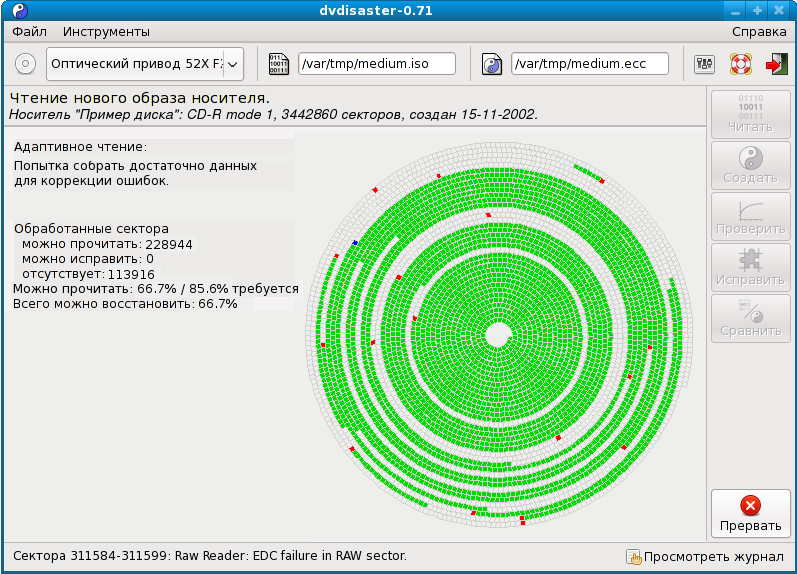 dvdisaster-0.71
Файл Инструменты Справка
Оптический привод 52X F /var/tmp/medium.iso /var/tmp/medium.ecc
Чтение нового образа носителя.
Носитель "Пример диска": CD-R mode 1, 3442860 секторов, создан 15-11-2002.
Адаптивное чтение:
Попытка собрать достаточно данных
для коррекции ошибок.
Обработанные сектора
можно прочитать: 228944
можно исправить: 0
отсутствует: 113916
Можно прочитать: 66.7% / 85.6% требуется
Всего можно восстановить: 66.7%
01110
10011
00111
Читать
Создать
Проверить
Исправить
Сравнить
Прервать
Сектора 311584-311599: Raw Reader: EDC failure in RAW sector.
Просмотреть журнал